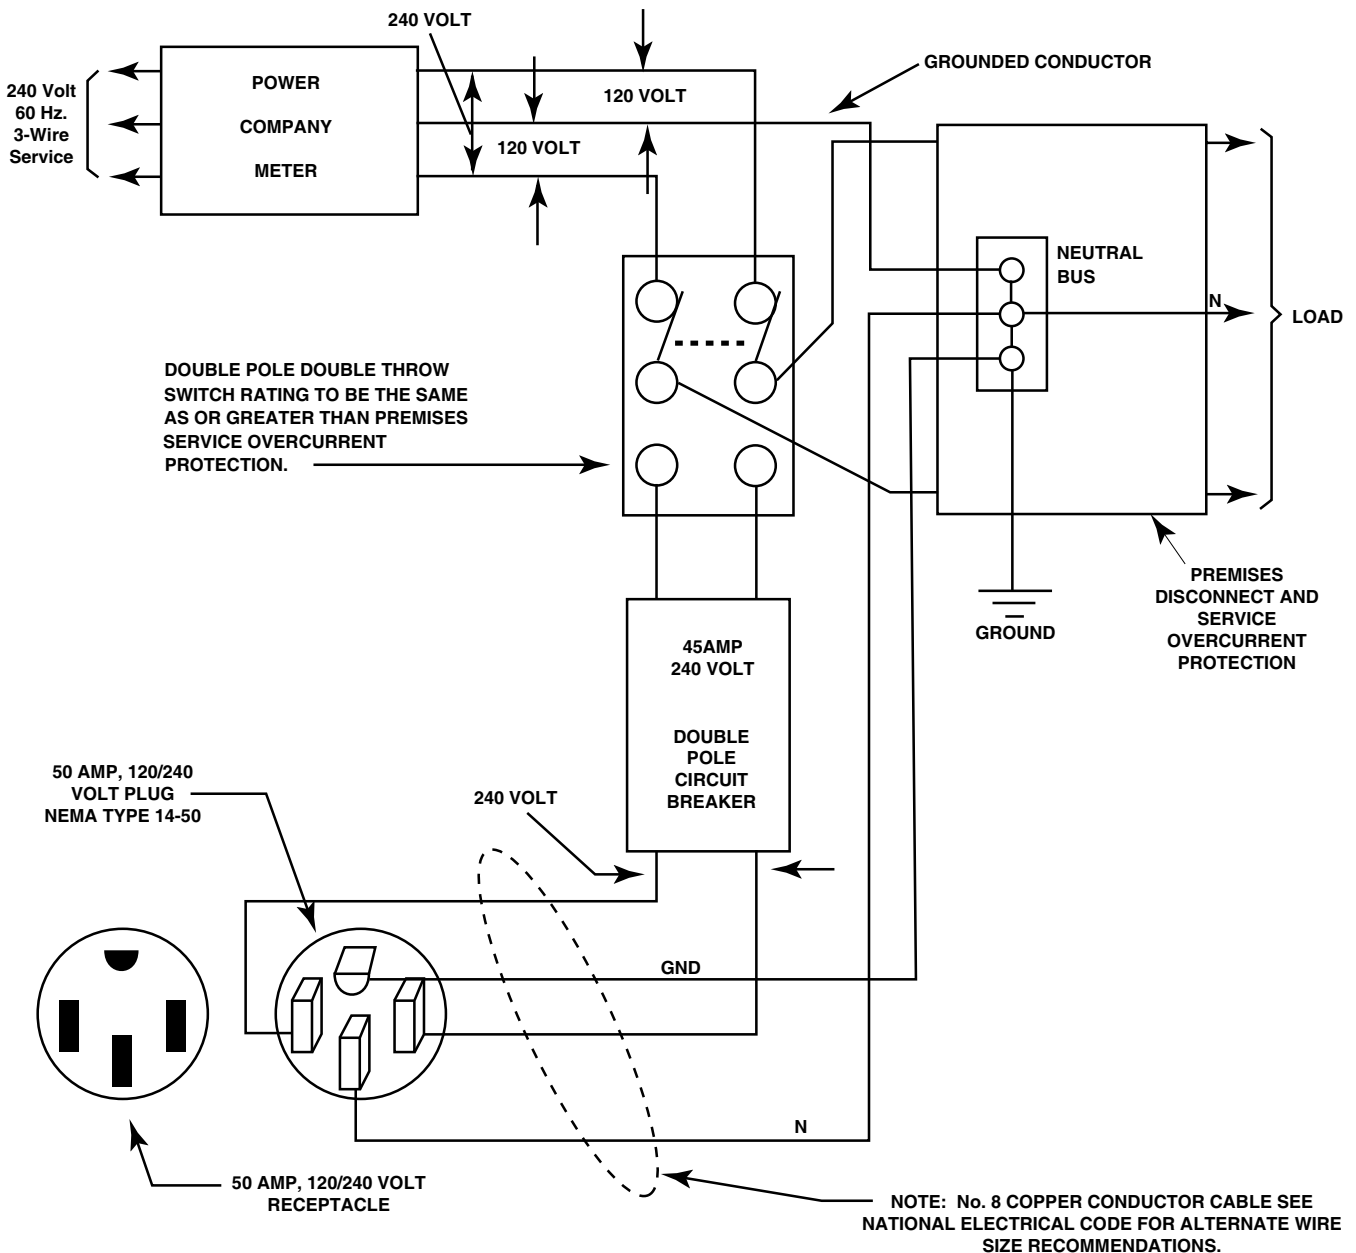 240 VOLT
GROUNDED CONDUCTOR
240 Volt
60 Hz.
3-Wire
Service
POWER
COMPANY
METER
120 VOLT
120 VOLT
NEUTRAL
BUS
N
LOAD
DOUBLE POLE DOUBLE THROW
SWITCH RATING TO BE THE SAME
AS OR GREATER THAN PREMISES
SERVICE OVERCURRENT
PROTECTION.
GROUND
PREMISES
DISCONNECT AND
SERVICE
OVERCURRENT
PROTECTION
45AMP
240 VOLT
DOUBLE
POLE
CIRCUIT
BREAKER
50 AMP, 120/240
VOLT PLUG
NEMA TYPE 14-50
240 VOLT
GND
N
50 AMP, 120/240 VOLT
RECEPTACLE
NOTE: No. 8 COPPER CONDUCTOR CABLE SEE
NATIONAL ELECTRICAL CODE FOR ALTERNATE WIRE
SIZE RECOMMENDATIONS.